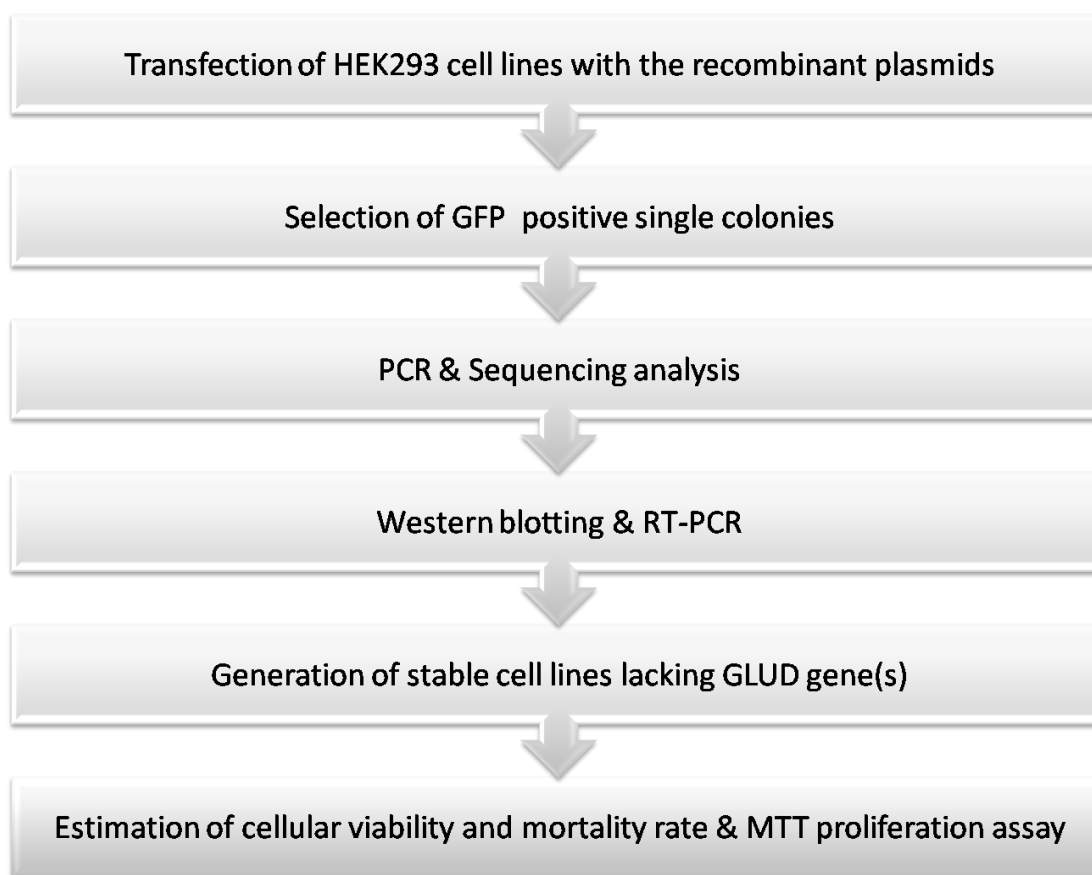 Transfection of HEK293 cell lines with the recombinant plasmids
Selection of GFP positive single colonies
PCR & Sequencing analysis
Western blotting & RT-PCR
Generation of stable cell lines lacking GLUD gene(s)
Estimation of cellular viability and mortality rate & MTT proliferation assay